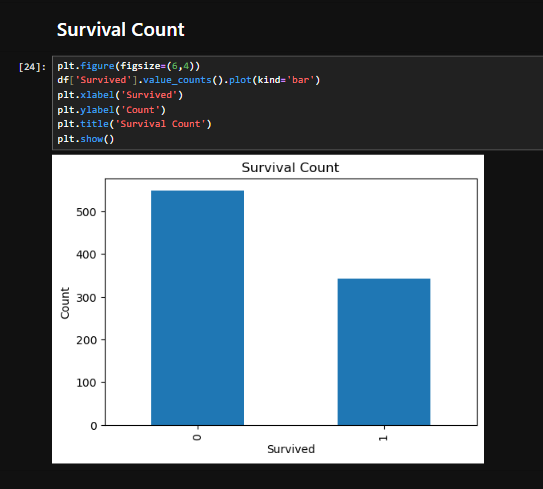 Survival Count
[24]: plt.figure(figsize=(6,4))
df['Survived'].value_counts().plot(kind='bar')
plt.xlabel('Survived')
plt.ylabel('Count')
plt.title('Survival Count')
plt.show()
Survival Count
500
400
300
200
100
0
Count
0 1
Survived